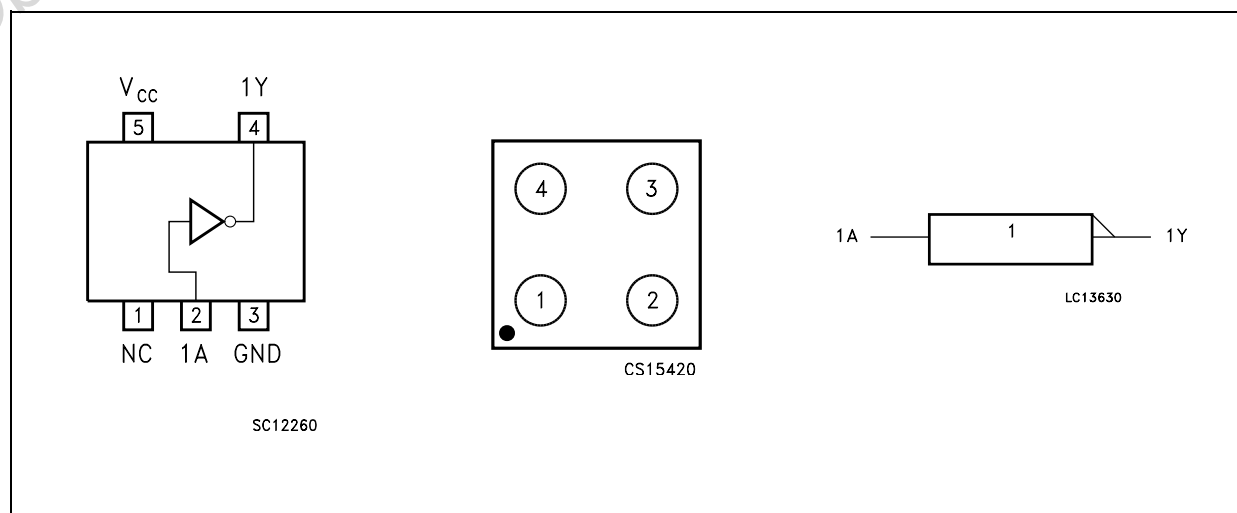 V CC 1Y
5 4
1 2 3
NC 1A GND
SC12260
4 3
1 2
CS15420
1A 1 1Y
LC13630